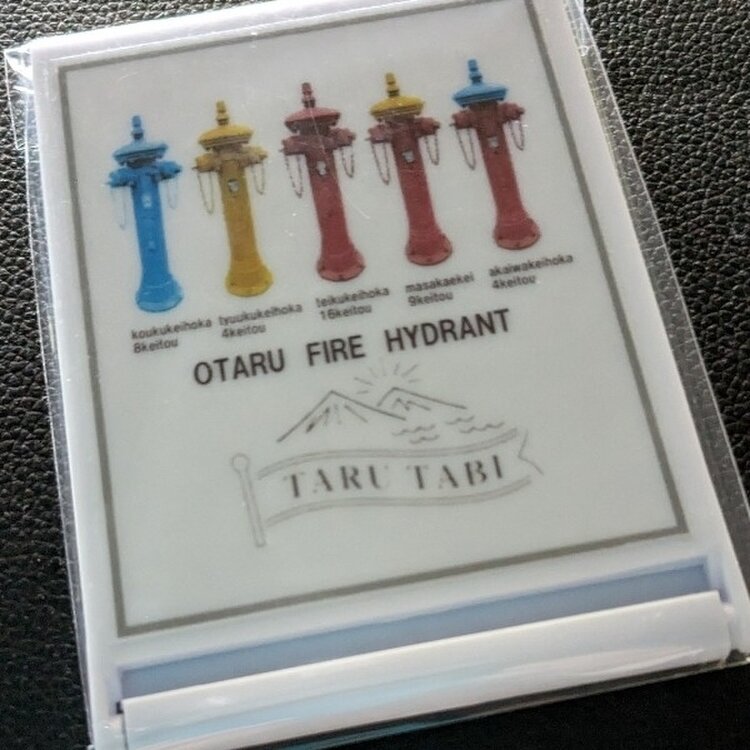 koukukeihoka
8keitou
tyuukukeihoka
4keitou
teikukeihoka
16keitou
masakaekei
9keitou
akaiwakeihoka
4keitou
OTARU FIRE HYDRANT
TARU TABI